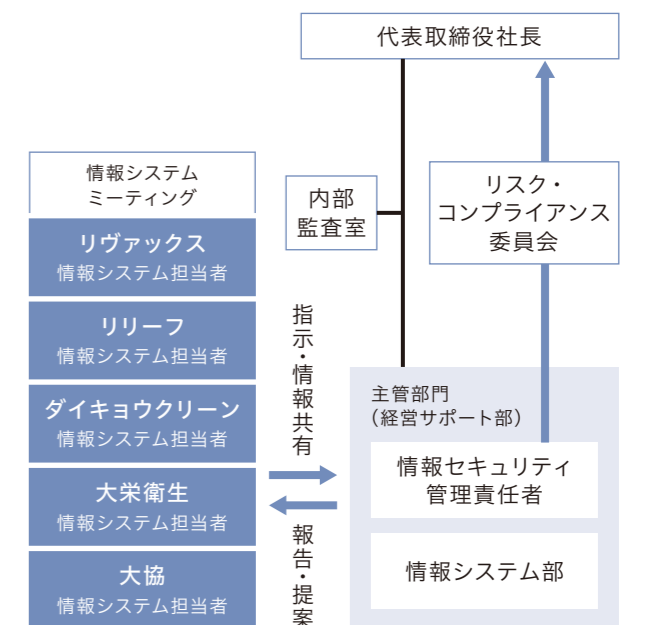 代表取締役社長
情報システム
ミーティング
内部
監査室
リスク・
コンプライアンス
委員会
リヴァックス
情報システム担当者
リリーフ
情報システム担当者
ダイキョウクリーン
情報システム担当者
大栄衛生
情報システム担当者
大協
情報システム担当者
指示・情報共有
報告・提案
主管部門
(経営サポート部)
情報セキュリティ
管理責任者
情報システム部